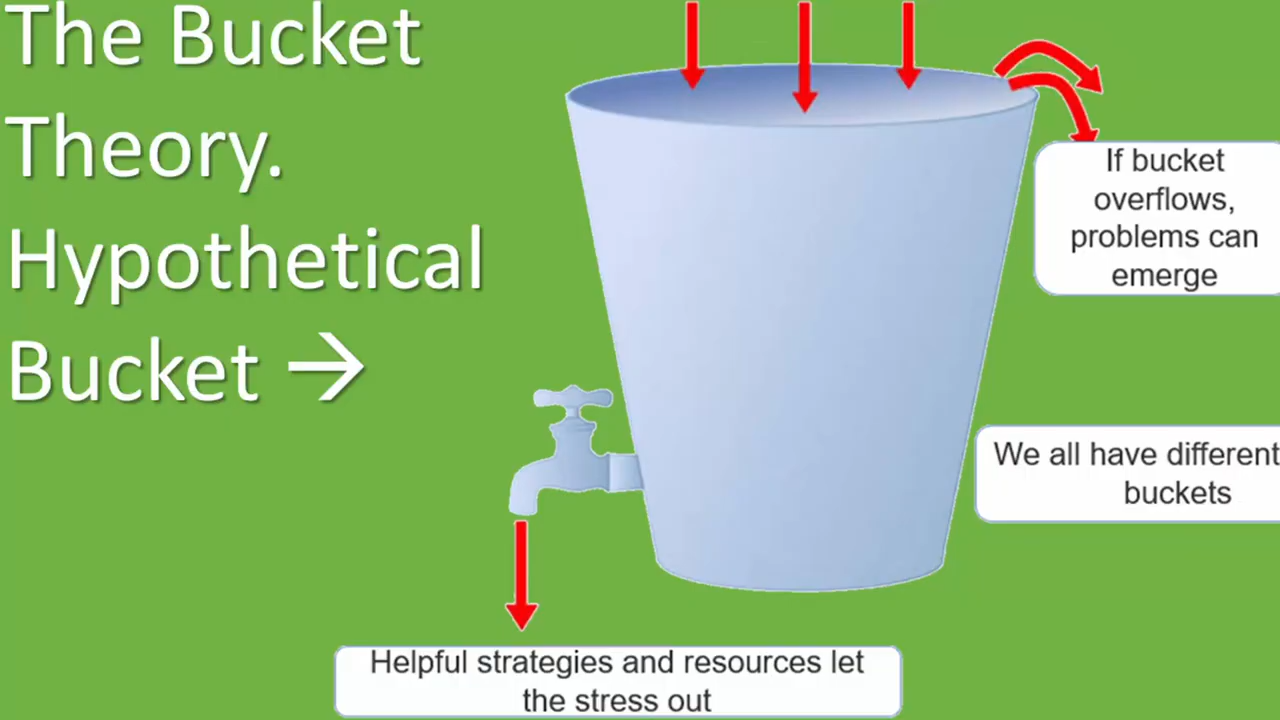 The Bucket
Theory.
Hypothetical
Bucket →
If bucket
overflows,
problems can
emerge
We all have different
buckets
Helpful strategies and resources let
the stress out